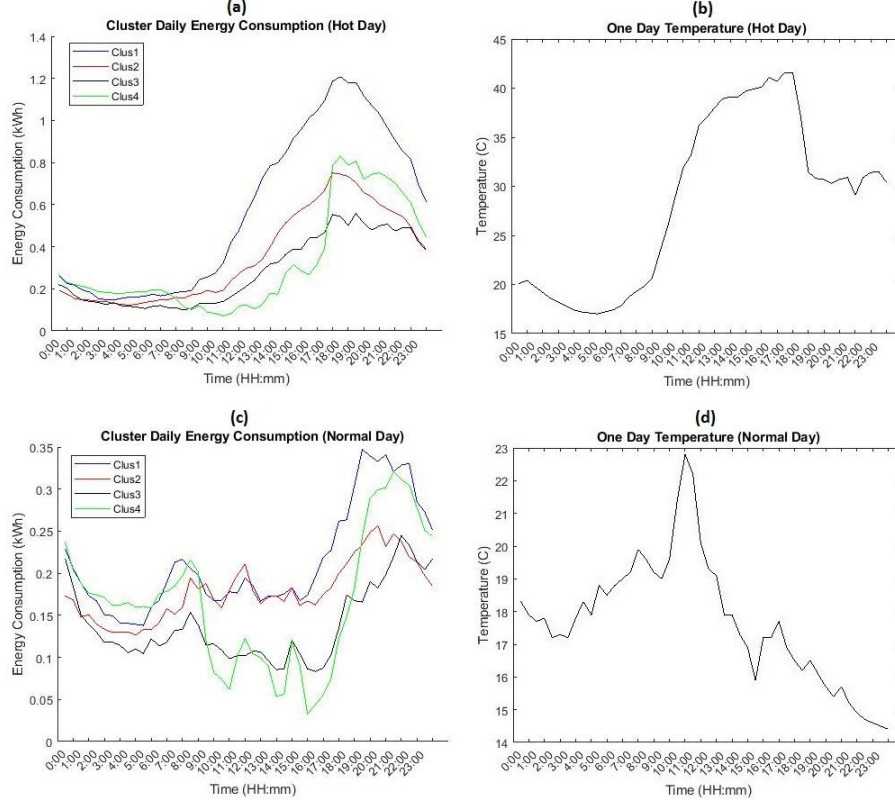 (a)
Cluster Daily Energy Consumption (Hot Day)
1.4
1.2
1
0.8
0.6
0.4
0.2
0
Energy Consumption (kWh)
Clus1
Clus2
Clus3
Clus4
0:00 1:00 2:00 3:00 4:00 5:00 6:00 7:00 8:00 9:00 10:00 11:00 12:00 13:00 14:00 15:00 16:00 17:00 18:00 19:00 20:00 21:00 22:00 23:00
Time (HH:mm)
(b)
One Day Temperature (Hot Day)
45
40
35
30
25
20
15
Temperature (C)
0:00 1:00 2:00 3:00 4:00 5:00 6:00 7:00 8:00 9:00 10:00 11:00 12:00 13:00 14:00 15:00 16:00 17:00 18:00 19:00 20:00 21:00 22:00 23:00
Time (HH:mm)
(c)
Cluster Daily Energy Consumption (Normal Day)
0.35
0.3
0.25
0.2
0.15
0.1
0.05
0
Energy Consumption (kWh)
Clus1
Clus2
Clus3
Clus4
0:00 1:00 2:00 3:00 4:00 5:00 6:00 7:00 8:00 9:00 10:00 11:00 12:00 13:00 14:00 15:00 16:00 17:00 18:00 19:00 20:00 21:00 22:00 23:00
Time (HH:mm)
(d)
One Day Temperature (Normal Day)
23
22
21
20
19
18
17
16
15
14
Temperature (C)
0:00 1:00 2:00 3:00 4:00 5:00 6:00 7:00 8:00 9:00 10:00 11:00 12:00 13:00 14:00 15:00 16:00 17:00 18:00 19:00 20:00 21:00 22:00 23:00
Time (HH:mm)